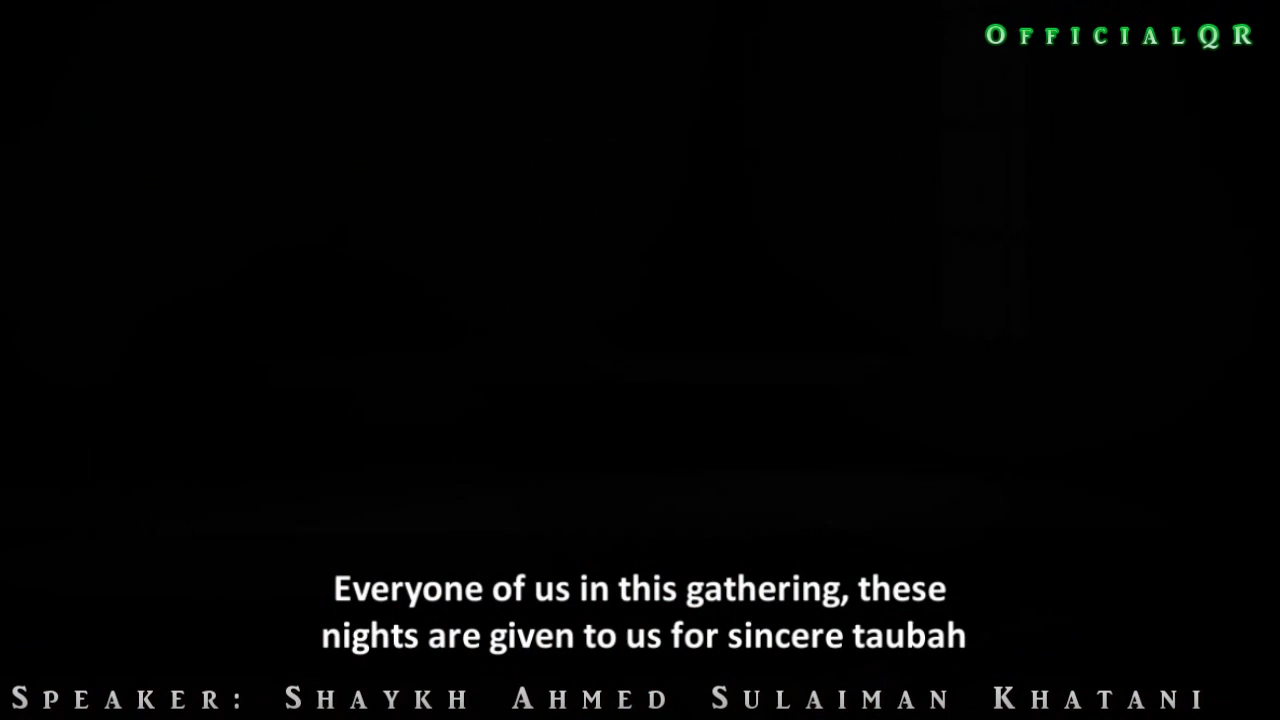 OfficialQR
Everyone of us in this gathering, these
nights are given to us for sincere taubah
Speaker: Shaykh Ahmed Sulaiman Khatani